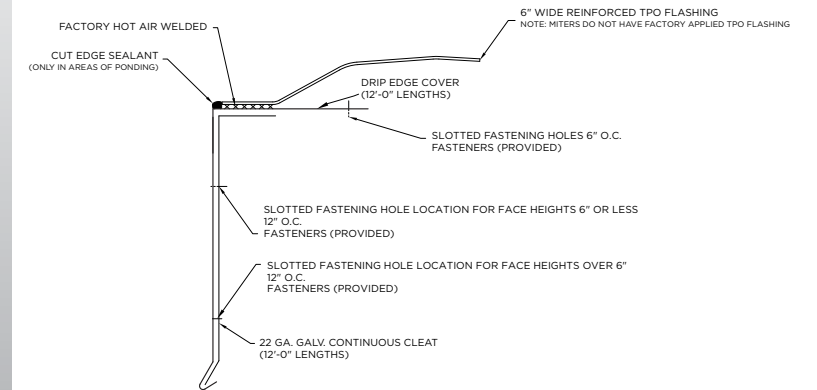 6" WIDE REINFORCED TPO FLASHING
NOTE: MITERS DO NOT HAVE FACTORY APPLIED TPO FLASHING
FACTORY HOT AIR WELDED
CUT EDGE SEALANT
(ONLY IN AREAS OF PONDING)
DRIP EDGE COVER
(12'-0" LENGTHS)
SLOTTED FASTENING HOLES 6" O.C.
FASTENERS (PROVIDED)
SLOTTED FASTENING HOLE LOCATION FOR FACE HEIGHTS 6" OR LESS
12" O.C.
FASTENERS (PROVIDED)
SLOTTED FASTENING HOLE LOCATION FOR FACE HEIGHTS OVER 6"
12" O.C.
FASTENERS (PROVIDED)
22 GA. GALV. CONTINUOUS CLEAT
(12'-0" LENGTHS)